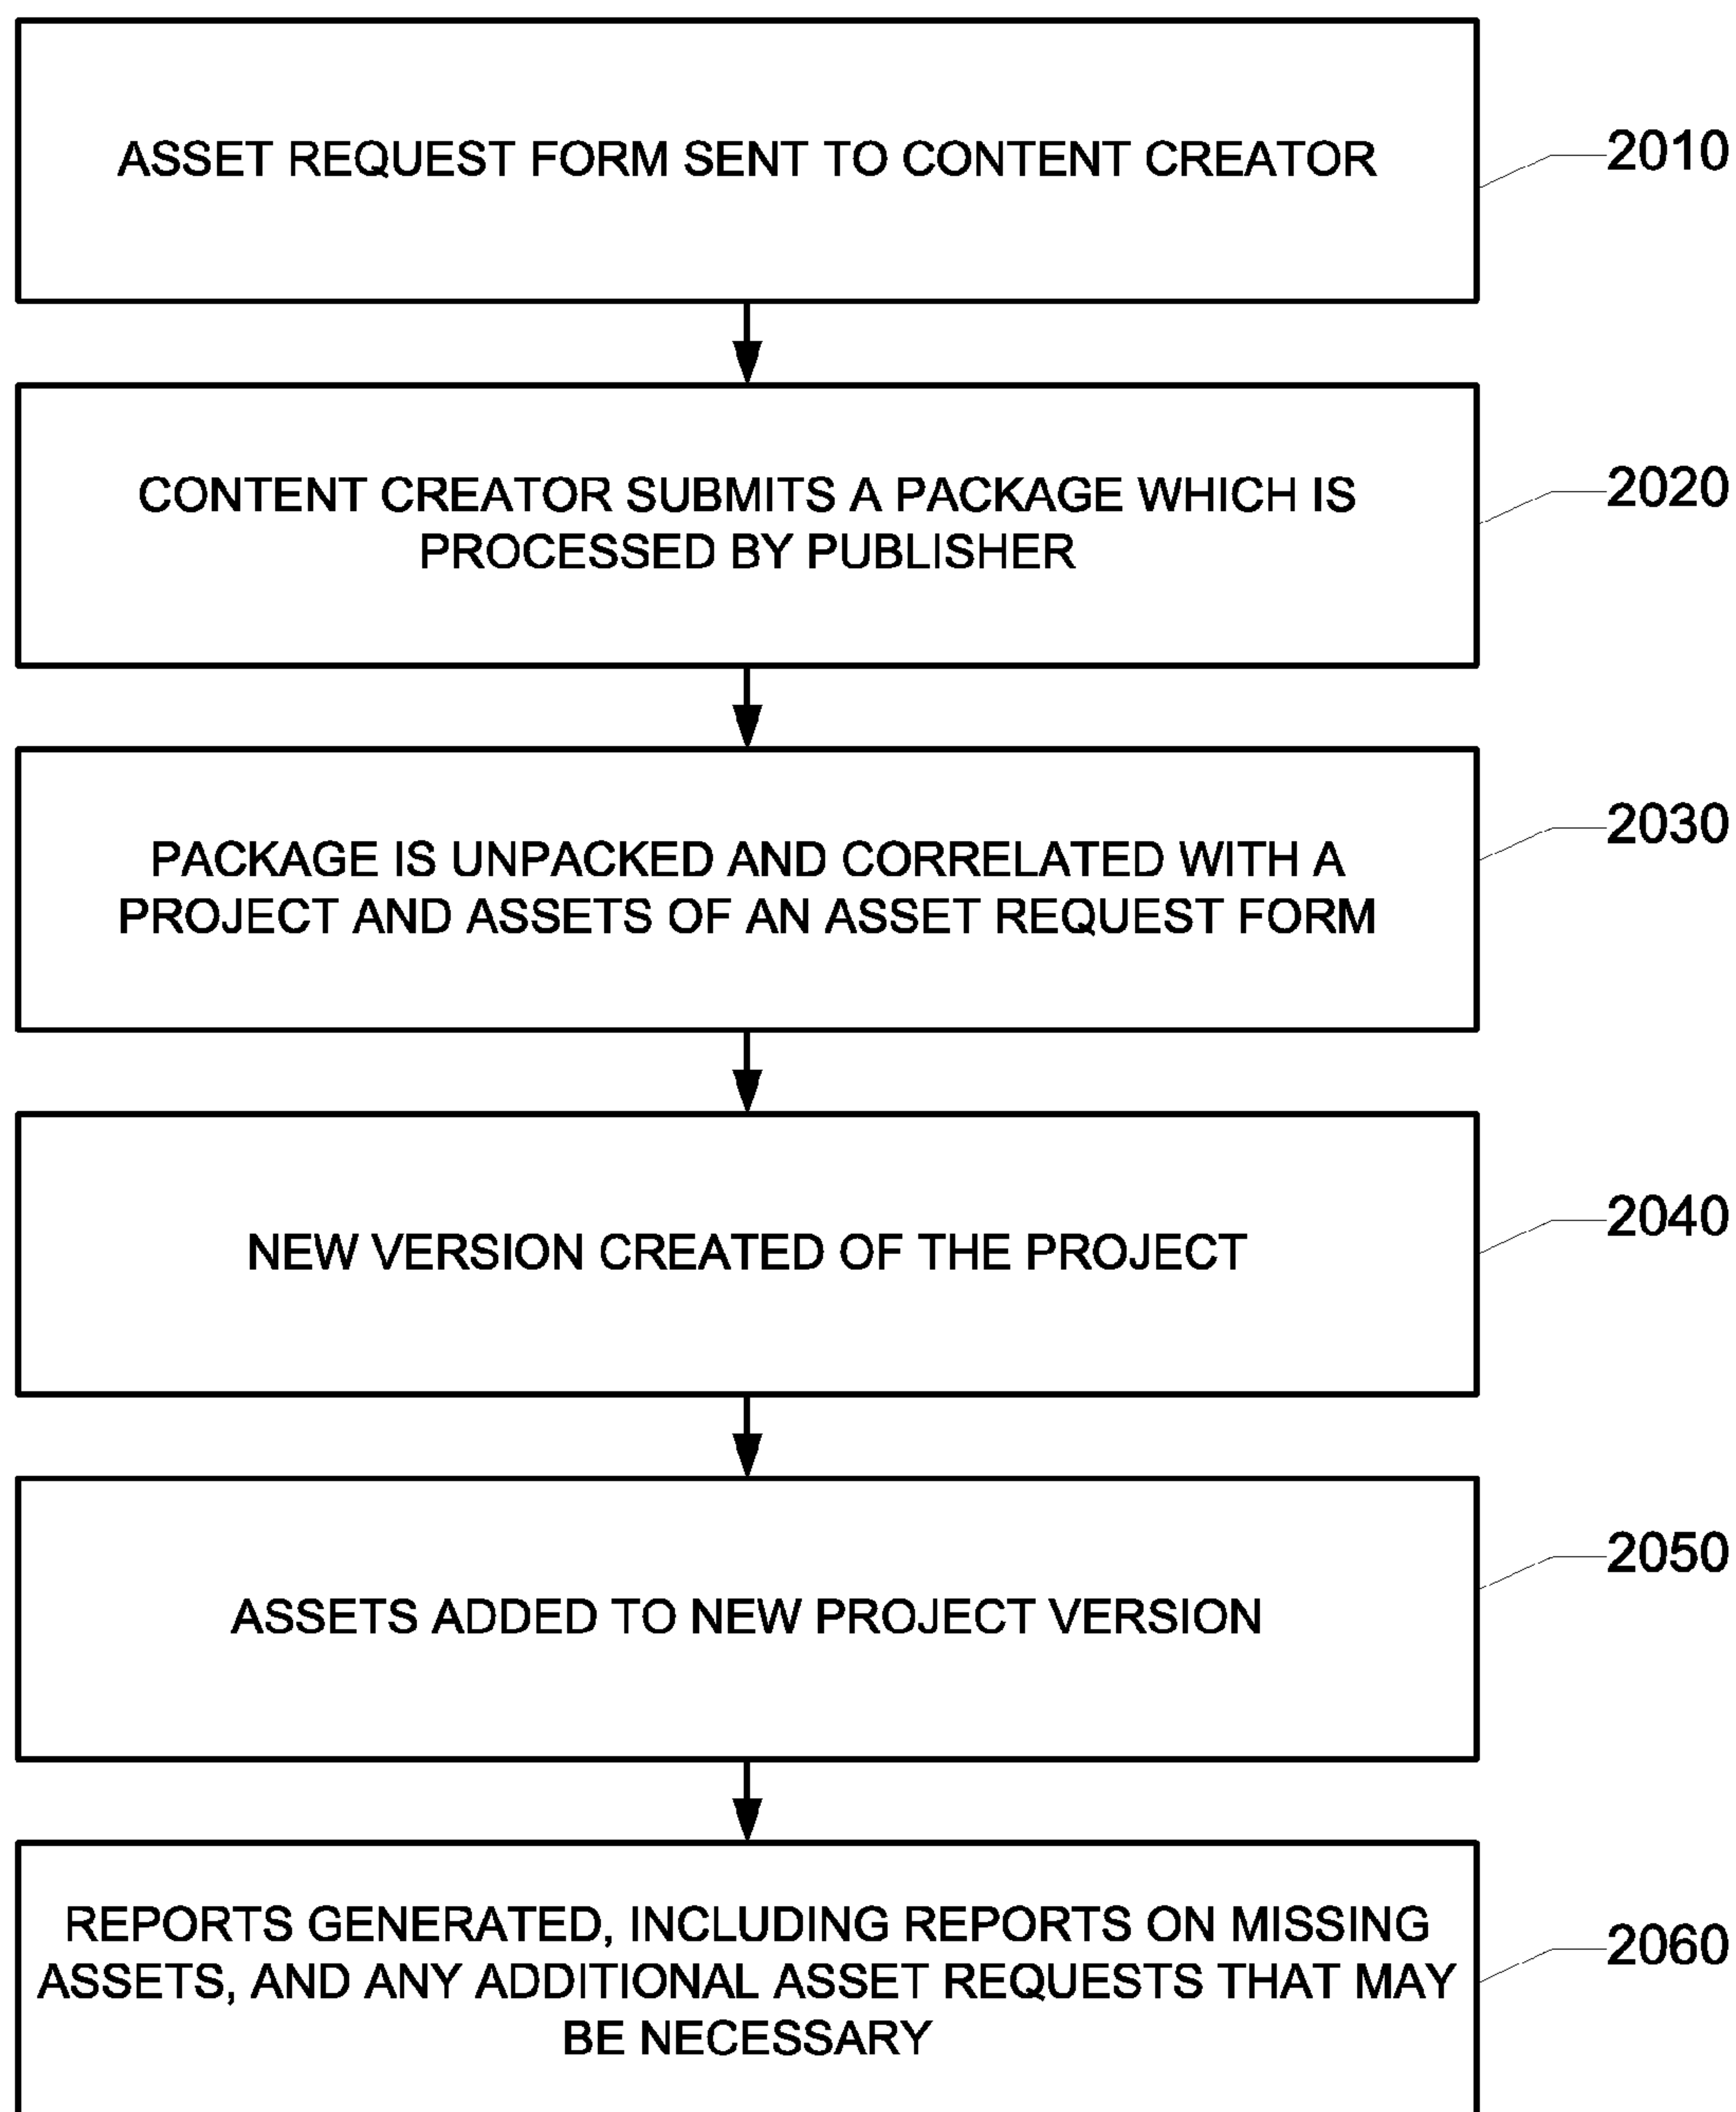 ASSET REQUEST FORM SENT TO CONTENT CREATOR
2010
CONTENT CREATOR SUBMITS A PACKAGE WHICH IS
PROCESSED BY PUBLISHER
2020
PACKAGE IS UNPACKED AND CORRELATED WITH A
PROJECT AND ASSETS OF AN ASSET REQUEST FORM
2030
NEW VERSION CREATED OF THE PROJECT
2040
ASSETS ADDED TO NEW PROJECT VERSION
2050
REPORTS GENERATED, INCLUDING REPORTS ON MISSING
ASSETS, AND ANY ADDITIONAL ASSET REQUESTS THAT MAY
BE NECESSARY
2060